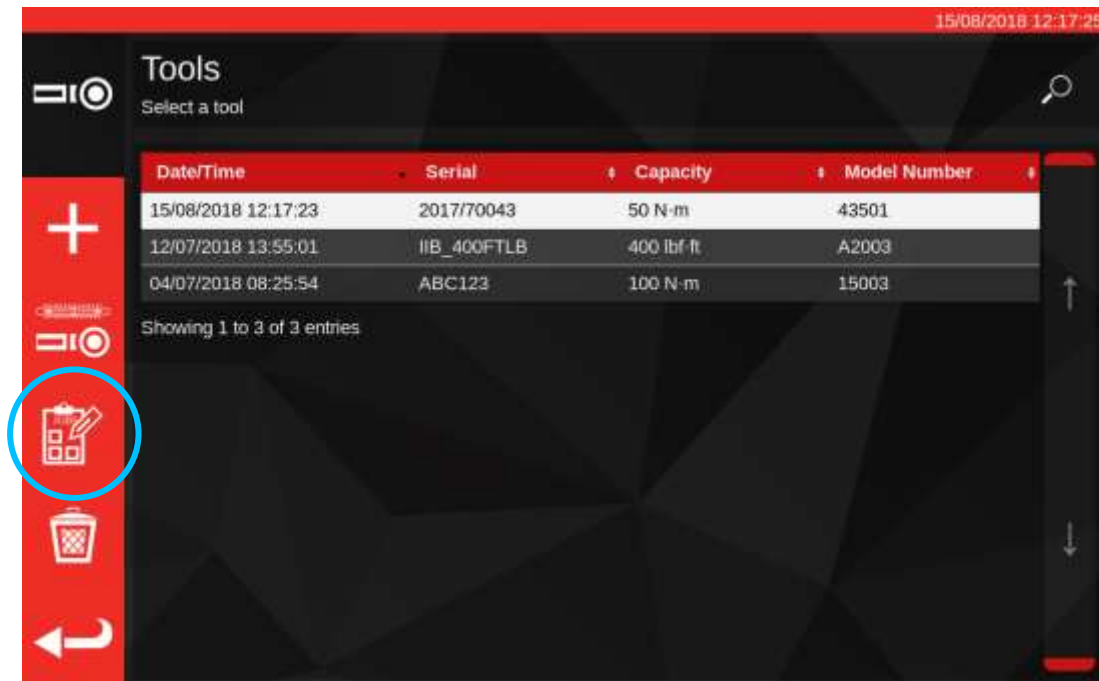 15/08/2018 12:17:25
Tools
Select a tool
Date/Time Serial Capacity Model Number
15/08/2018 12:17:23 2017/70043 50 N·m 43501
12/07/2018 13:55:01 IIB_400FTLB 400 lbf·ft A2003
04/07/2018 08:25:54 ABC123 100 N·m 15003
Showing 1 to 3 of 3 entries